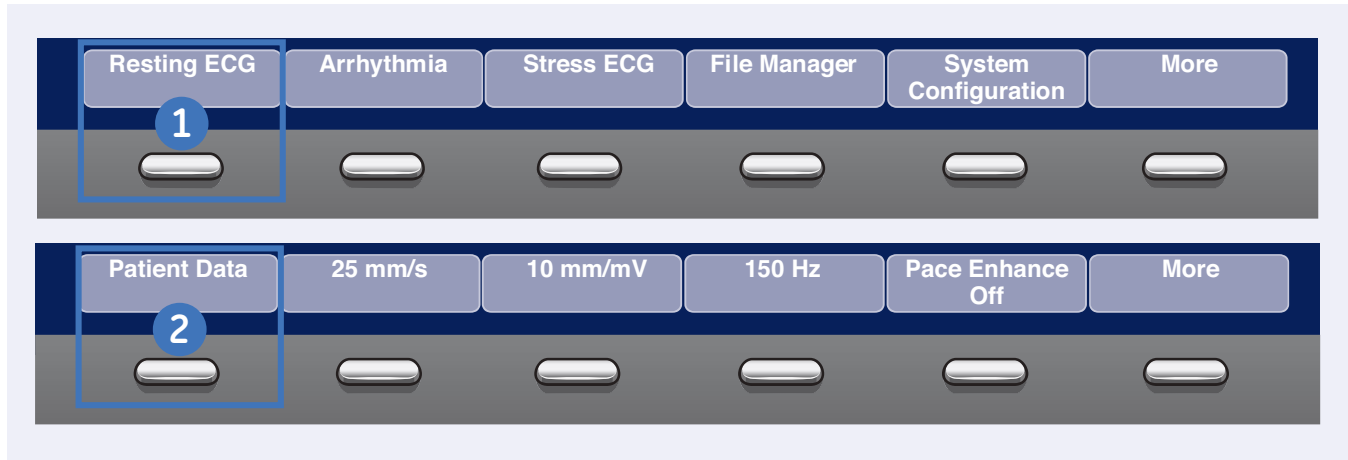 Resting ECG Arrhythmia Stress ECG File Manager System Configuration More
1
Patient Data 25 mm/s 10 mm/mV 150 Hz Pace Enhance Off More
2